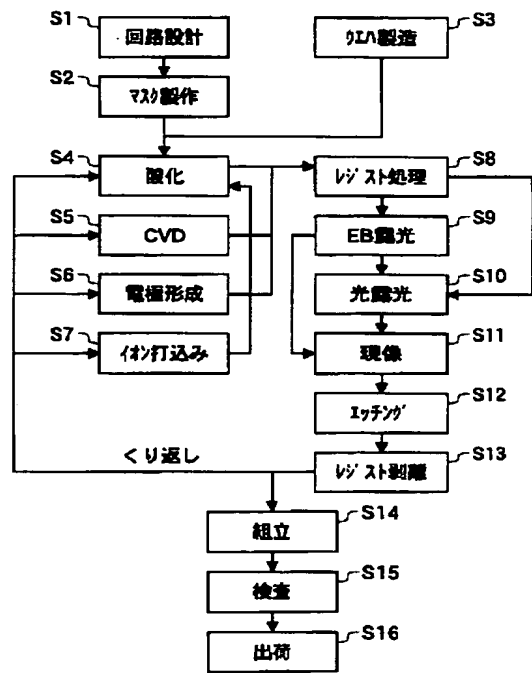 S1
回路設計
S3
ウエハ製造
S2
マスク製作
S4
酸化
S8
レジスト処理
S5
CVD
S9
EB露光
S6
電極形成
S10
光露光
S7
イオン打込み
S11
現像
S12
エッチング
くり返し
S13
レジスト剥離
S14
組立
S15
検査
S16
出荷